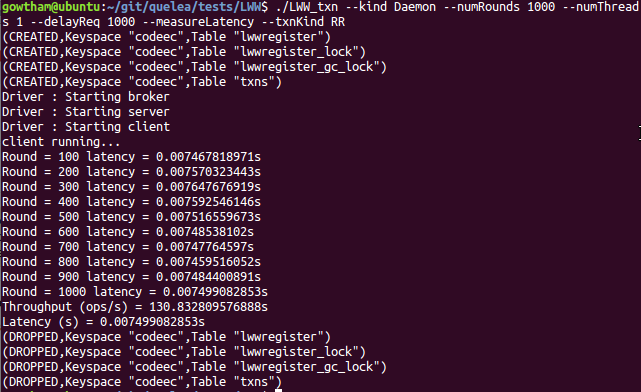 gowtham@ubuntu:~/git/quelea/tests/LWW$ ./LWW_txn --kind Daemon --numRounds 1000 --numThread
s 1 --delayReq 1000 --measureLatency --txnKind RR
(CREATED,Keyspace "codeec",Table "lwwregister")
(CREATED,Keyspace "codeec",Table "lwwregister_lock")
(CREATED,Keyspace "codeec",Table "lwwregister_gc_lock")
(CREATED,Keyspace "codeec",Table "txns")
Driver : Starting broker
Driver : Starting server
Driver : Starting client
client running...
Round = 100 latency = 0.007467818971s
Round = 200 latency = 0.007570323443s
Round = 300 latency = 0.007647676919s
Round = 400 latency = 0.007592546146s
Round = 500 latency = 0.007516559673s
Round = 600 latency = 0.00748538102s
Round = 700 latency = 0.00747764597s
Round = 800 latency = 0.007459516052s
Round = 900 latency = 0.007484400891s
Round = 1000 latency = 0.007499082853s
Throughput (ops/s) = 130.832809576888s
Latency (s) = 0.007499082853s
(DROPPED,Keyspace "codeec",Table "lwwregister")
(DROPPED,Keyspace "codeec",Table "lwwregister_lock")
(DROPPED,Keyspace "codeec",Table "lwwregister_gc_lock")
(DROPPED,Keyspace "codeec",Table "txns")